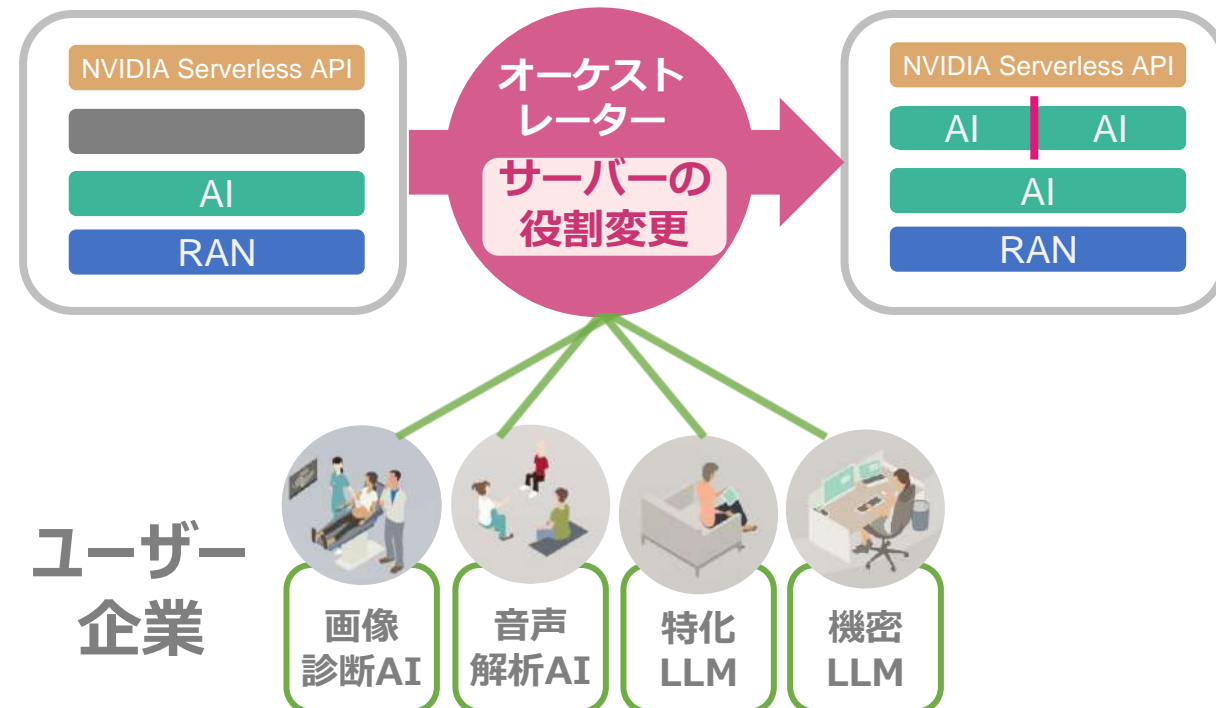 NVIDIA Serverless API
AI
RAN
オーケスト
レーター
サーバーの
役割変更
NVIDIA Serverless API
AI AI
AI
RAN
ユーザー
企業
画像
診断AI
音声
解析AI
特化
LLM
機密
LLM